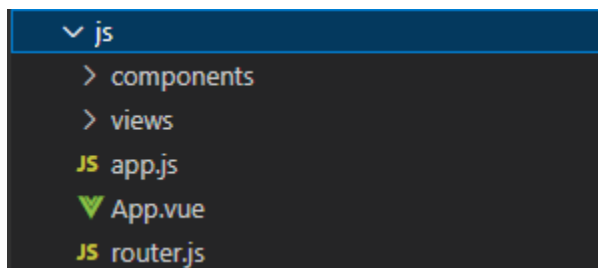 js
components
views
JS app.js
App.vue
JS router.js